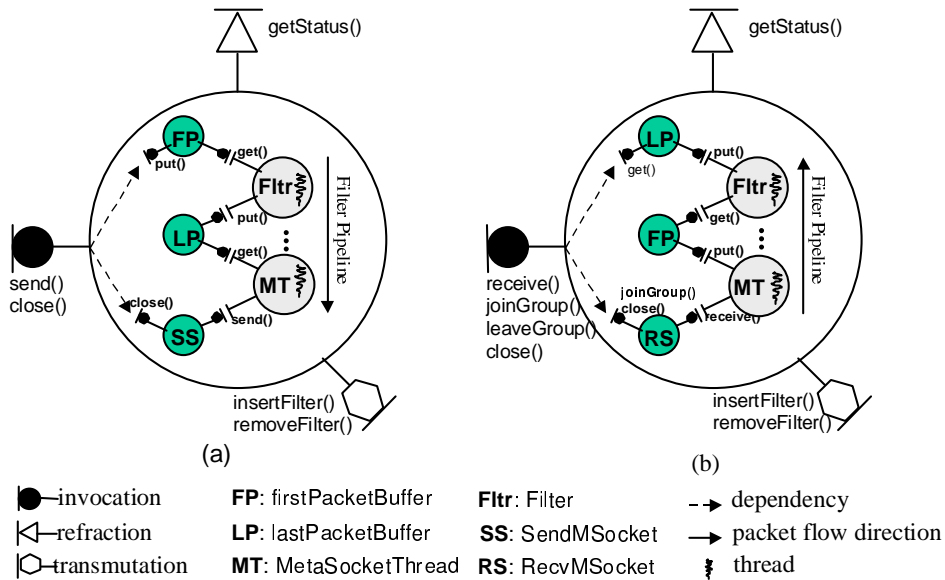 getStatus()
FP
put()
get()
Fltr
put()
LP
get()
MT
close()
send()
SS
Filter Pipeline
send()
close()
insertFilter()
removeFilter()
(a)
getStatus()
LP
get()
put()
Fltr
get()
FP
put()
MT
joinGroup()
close()
receive()
RS
Filter Pipeline
receive()
joinGroup()
leaveGroup()
close()
insertFilter()
removeFilter()
(b)
invocation
refraction
transmutation
FP: firstPacketBuffer
LP: lastPacketBuffer
MT: MetaSocketThread
Fltr: Filter
SS: SendMSocket
RS: RecvMSocket
dependency
packet flow direction
thread